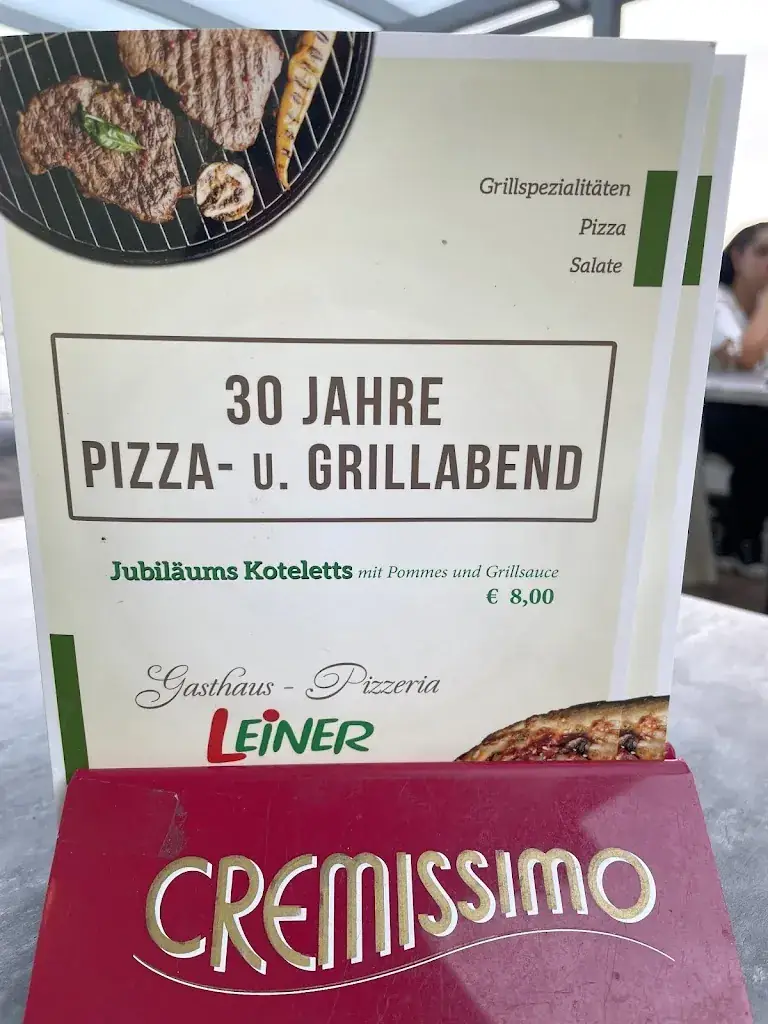 Grillspezialitäten
Pizza
Salate
30 JAHRE
PIZZA- u. GRILLABEND
Jubiläums Koteletts mit Pommes und Grillsauce
€ 8,00
Gasthaus - Pizzeria
LEiNER
CREMISSIMO